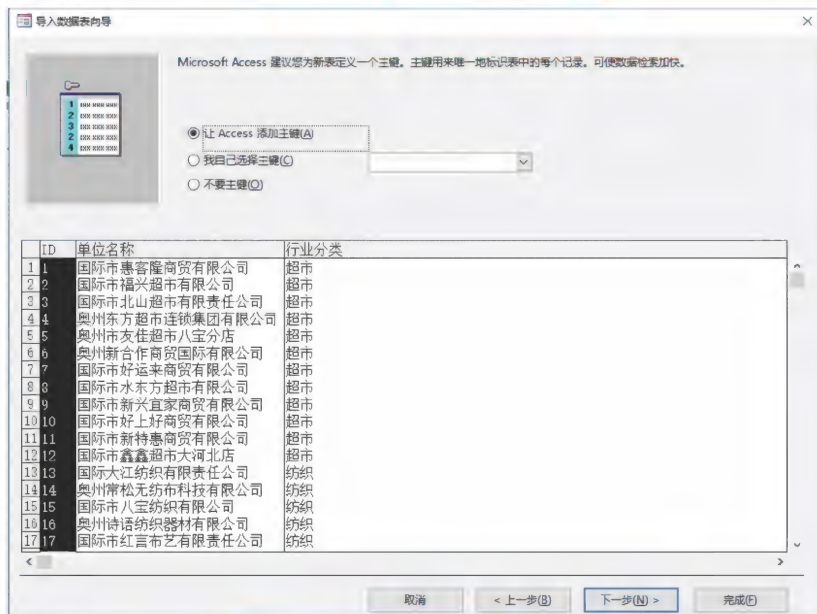 导入数据表向导
Microsoft Access 建议您为新表定义一个主键。主键用来唯一地标识表中的每个记录。可使数据检索加快。
让 Access 添加主键(A)
我自己选择主键(C)
不要主键(O)
ID 单位名称 行业分类
1 1 国际市惠客隆商贸有限公司 超市
2 2 国际市福兴超市有限公司 超市
3 3 国际市北山超市有限责任公司 超市
4 4 奥州东方超市连锁集团有限公司 超市
5 5 奥州市友佳超市八宝分店 超市
6 6 奥州新合作商贸国际有限公司 超市
7 7 国际市好运来商贸有限公司 超市
8 8 国际市水东方超市有限公司 超市
9 9 国际市新兴宜家商贸有限公司 超市
10 10 国际市好上好商贸有限公司 超市
11 11 国际市新特惠商贸有限公司 超市
12 12 国际市鑫鑫超市大河北店 超市
13 13 国际大江纺织有限责任公司 纺织
14 14 奥州常松无纺布科技有限公司 纺织
15 15 国际市八宝纺织有限公司 纺织
16 16 奥州诗语纺织器材有限公司 纺织
17 17 国际市红言布艺有限责任公司 纺织
取消 < 上一步(B) 下一步(N) > 完成(F)